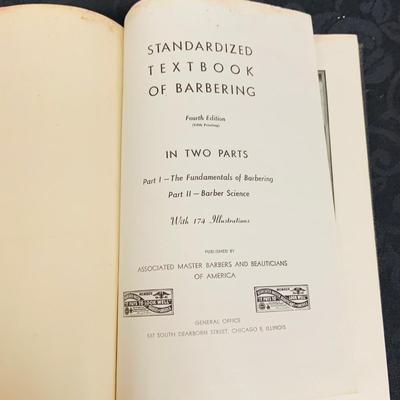 STANDARDIZED
TEXTBOOK
OF BARBERING
Fourth Edition
(Fifth Printing)
IN TWO PARTS
Part I—The Fundamentals of Barbering
Part II—Barber Science
With 174 Illustrations
PUBLISHED BY
ASSOCIATED MASTER BARBERS AND BEAUTICIANS
OF AMERICA
GENERAL OFFICE
537 SOUTH DEARBORN STREET, CHICAGO 5, ILLINOIS